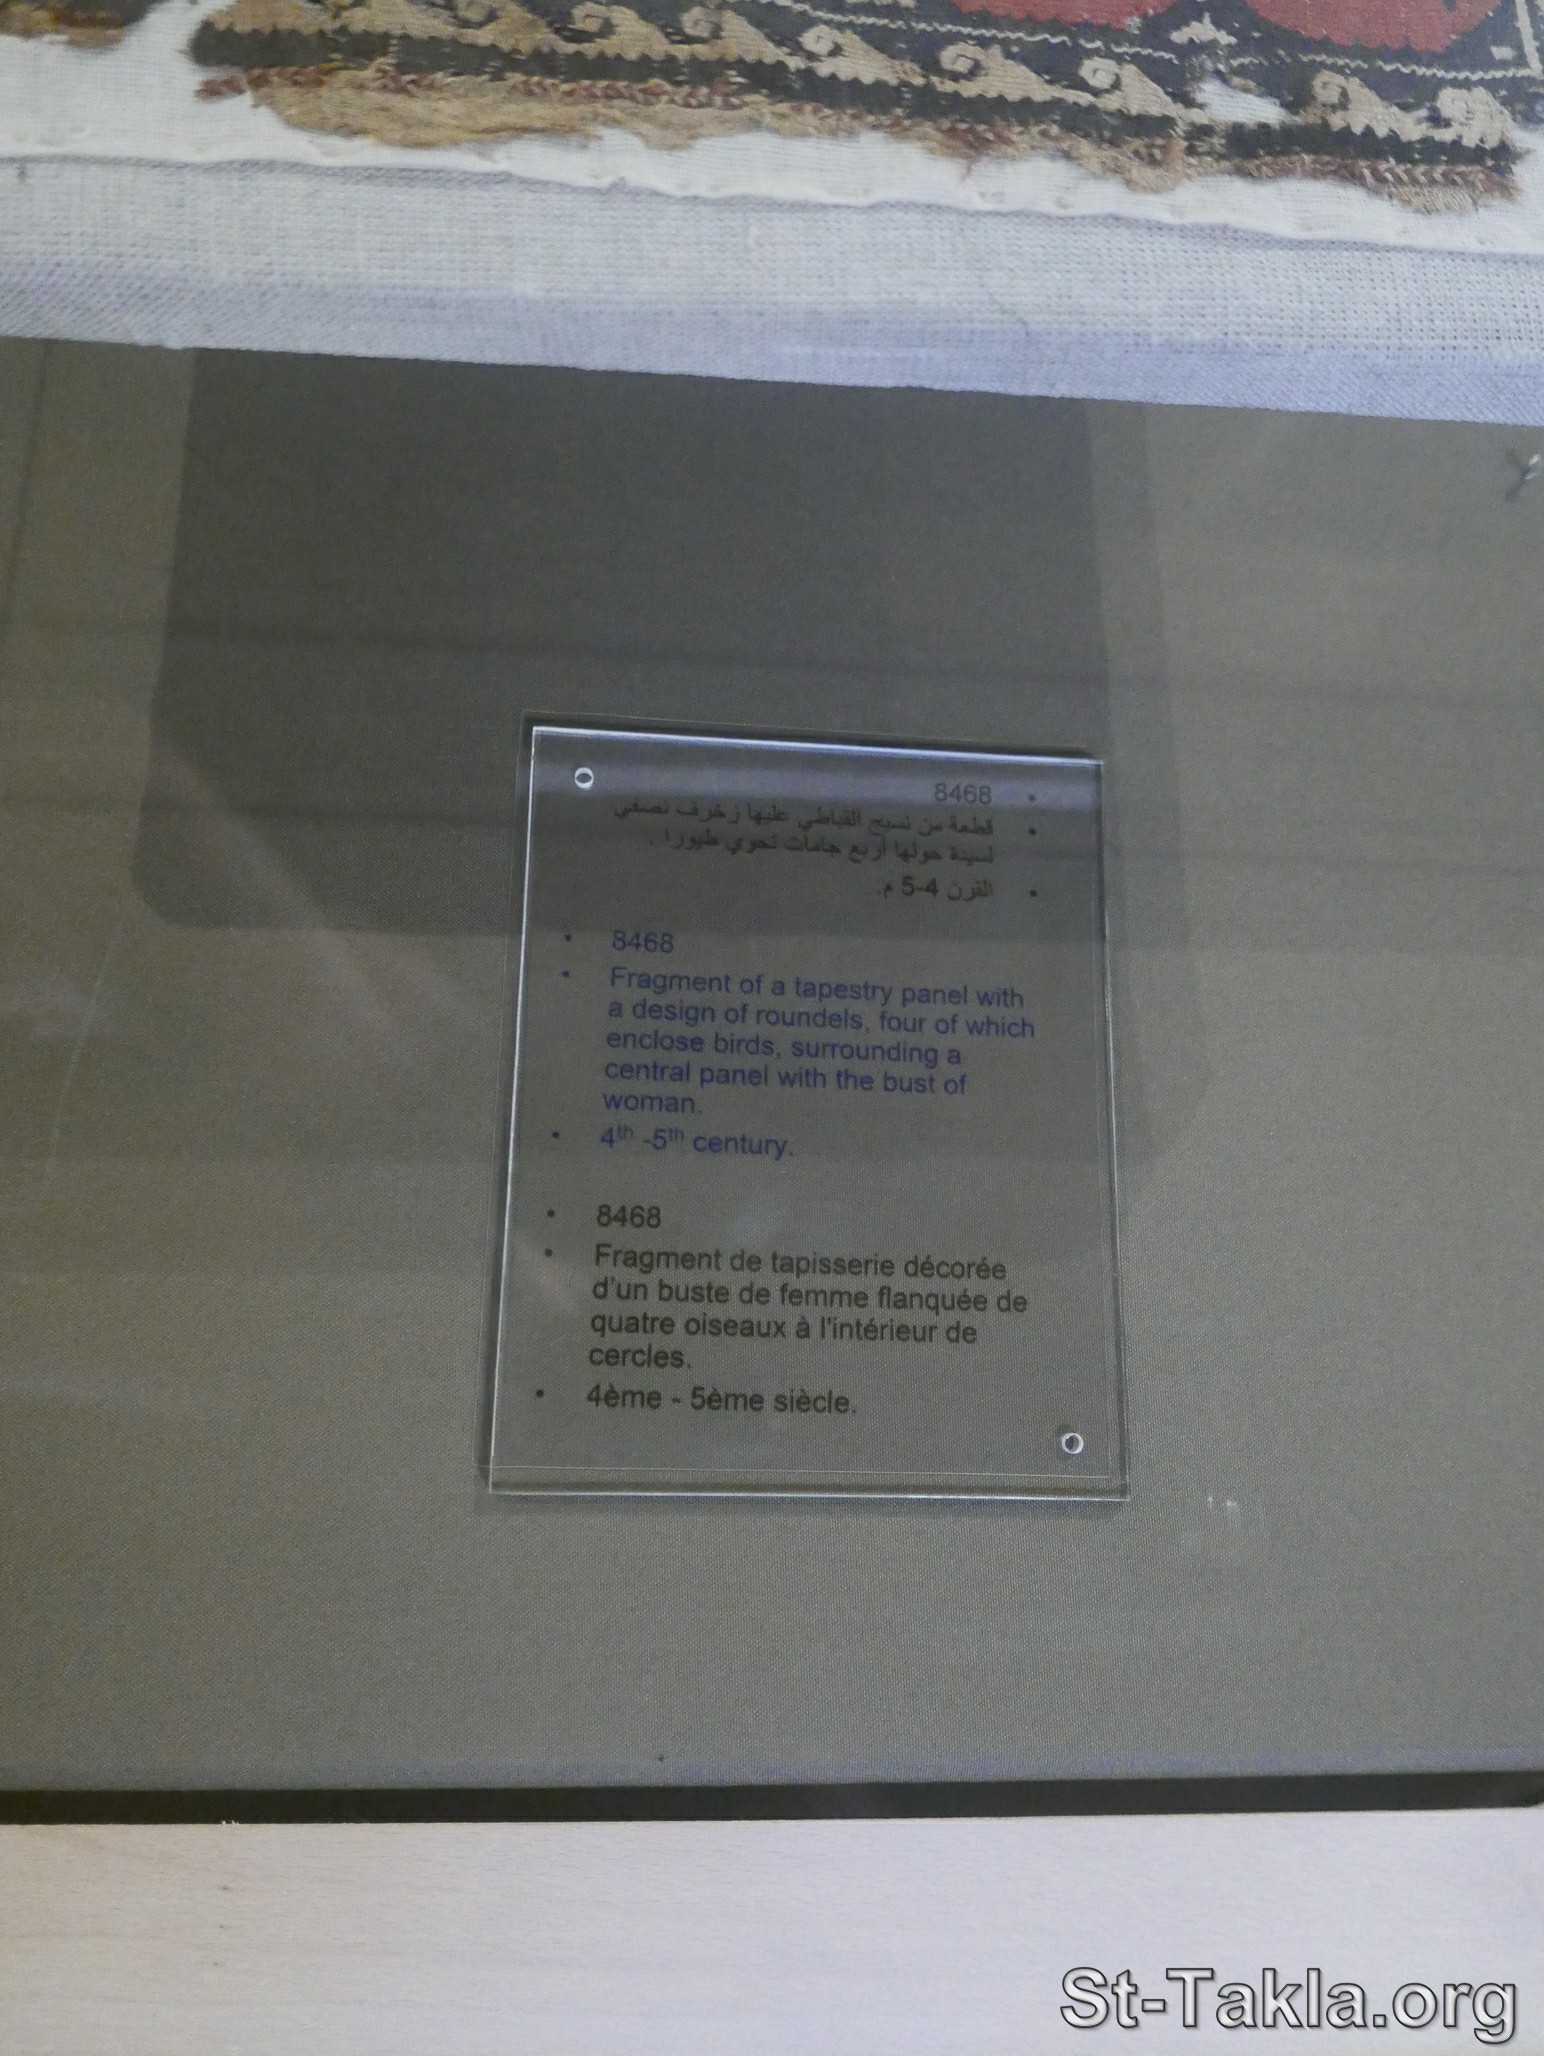 • 8468
• قطعة من نسيج القباطي عليها زخرف نصفي
لسيدة حولها أربع جامات تحوي طيورا .
• القرن 4-5 م.
• 8468
• Fragment of a tapestry panel with
a design of roundels, four of which
enclose birds, surrounding a
central panel with the bust of
woman.
• 4th -5th century.
• 8468
• Fragment de tapisserie décorée
d'un buste de femme flanquée de
quatre oiseaux à l'intérieur de
cercles.
• 4ème - 5ème siècle.
St-Takla.org